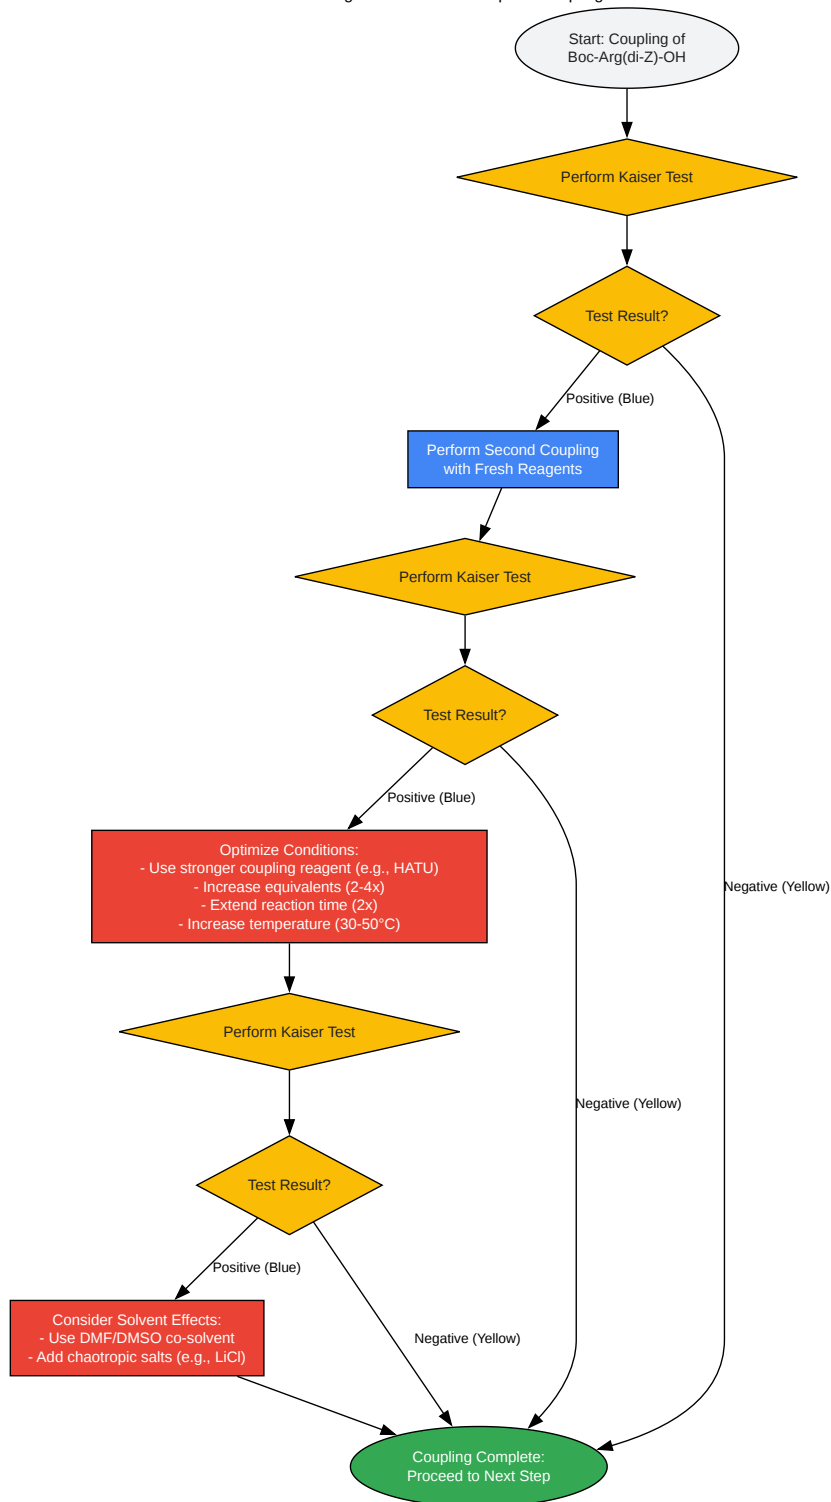 Start: Coupling of
Boc-Arg(di-Z)-OH
Perform Kaiser Test
Test Result?
Positive (Blue)
Perform Second Coupling
with Fresh Reagents
Perform Kaiser Test
Test Result?
Positive (Blue)
Optimize Conditions:
- Use stronger coupling reagent (e.g., HATU)
- Increase equivalents (2-4x)
- Extend reaction time (2x)
- Increase temperature (30-50°C)
Negative (Yellow)
Perform Kaiser Test
Negative (Yellow)
Test Result?
Positive (Blue)
Consider Solvent Effects:
- Use DMF/DMSO co-solvent
- Add chaotropic salts (e.g., LiCl)
Negative (Yellow)
Coupling Complete:
Proceed to Next Step